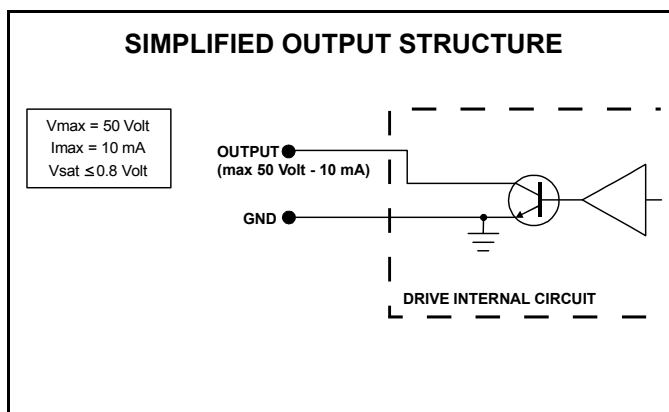 SIMPLIFIED OUTPUT STRUCTURE
Vmax = 50 Volt
Imax = 10 mA
Vsat ≤0.8 Volt
OUTPUT
(max 50 Volt - 10 mA)
GND
DRIVE INTERNAL CIRCUIT